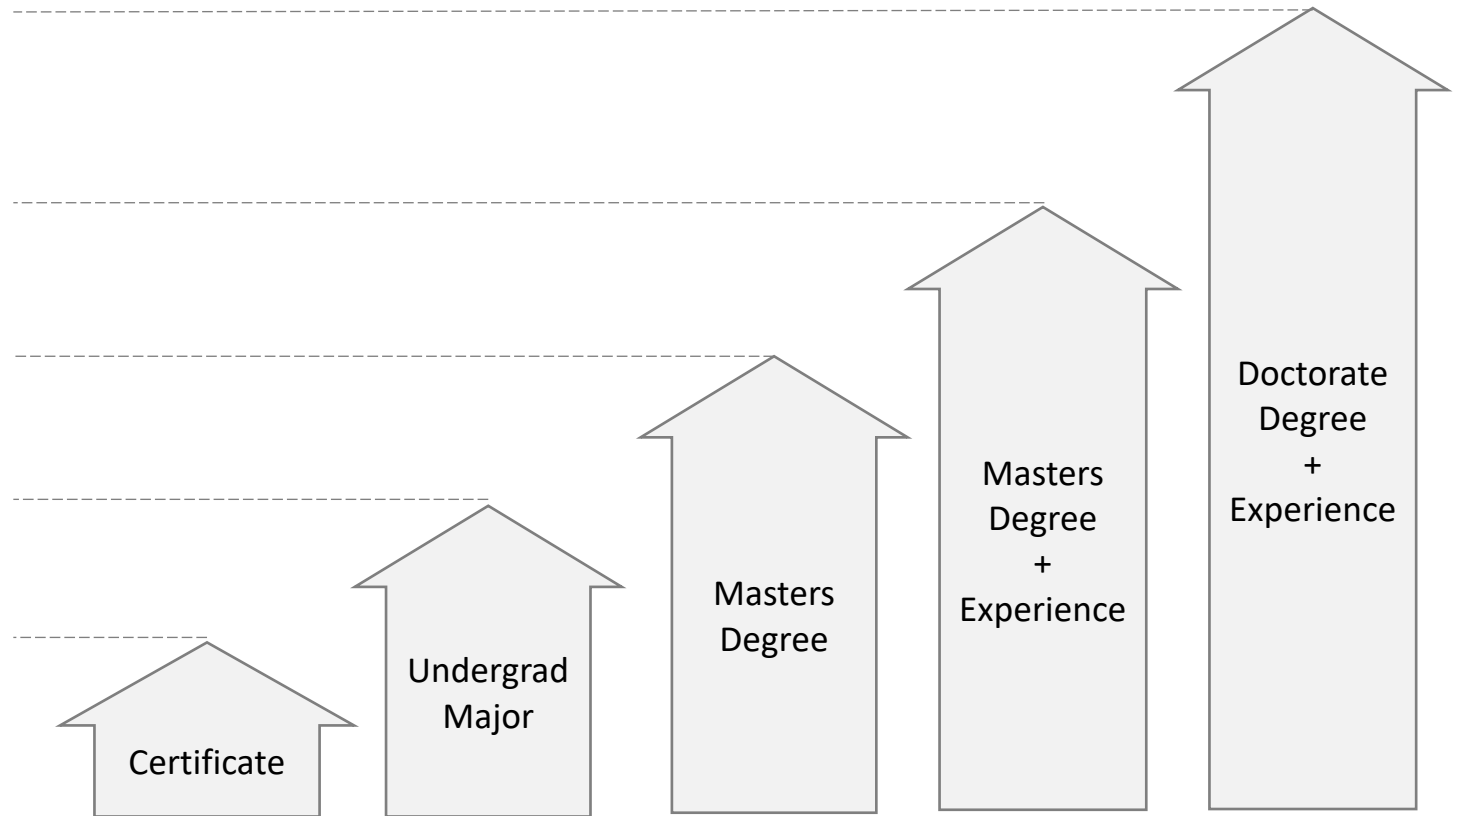 Certificate
Undergrad
Major
Masters
Degree
Masters
Degree
+
Experience
Doctorate
Degree
+
Experience